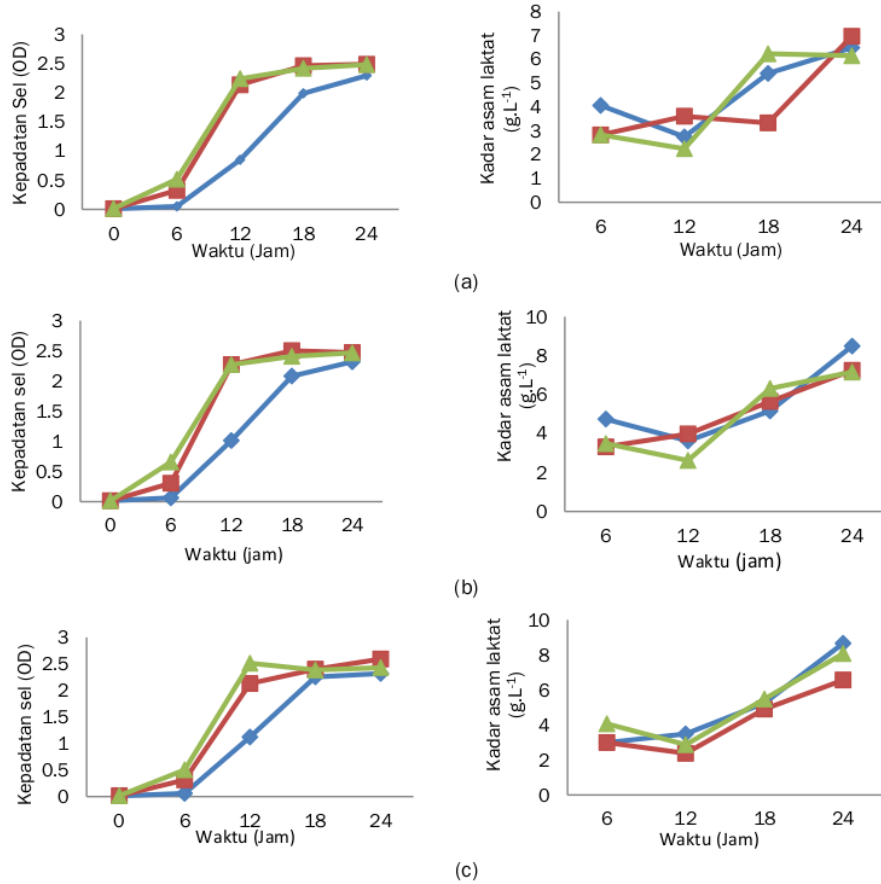 Kepadatan Sel (OD)
3
2.5
2
1.5
1
0.5
0
0 6 12 18 24
Waktu (Jam)
Kadar asam laktat
(g.L-1)
8
7
6
5
4
3
2
1
0
6 12 18 24
Waktu (Jam)
(a)
Kepadatan sel (OD)
3
2.5
2
1.5
1
0.5
0
0 6 12 18 24
Waktu (jam)
Kadar asam laktat
(g.L-1)
10
8
6
4
2
0
6 12 18 24
Waktu (jam)
(b)
Kepadatan sel (OD)
3
2.5
2
1.5
1
0.5
0
0 6 12 18 24
Waktu (Jam)
Kadar asam laktat
(g.L-1)
10
8
6
4
2
0
6 12 18 24
Waktu (Jam)
(c)